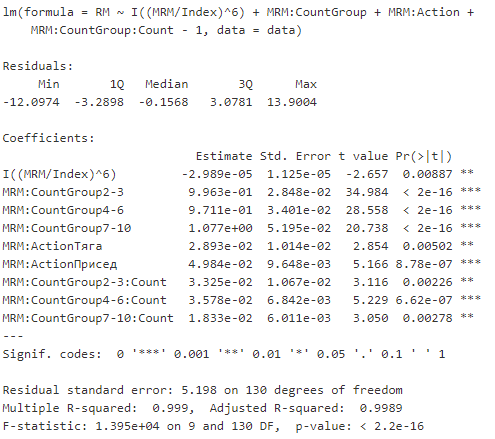 lm(formula = RM ~ I((MRM/Index)^6) + MRM:CountGroup + MRM:Action +
    MRM:CountGroup:Count - 1, data = data)
Residuals:
     Min       1Q   Median       3Q      Max
-12.0974  -3.2898  -0.1568   3.0781  13.9004
Coefficients:
                          Estimate Std. Error t value Pr(>|t|)
I((MRM/Index)^6)        -2.989e-05  1.125e-05  -2.657  0.00887 **
MRM:CountGroup2-3        9.963e-01  2.848e-02  34.984  < 2e-16 ***
MRM:CountGroup4-6        9.711e-01  3.401e-02  28.558  < 2e-16 ***
MRM:CountGroup7-10       1.077e+00  5.195e-02  20.738  < 2e-16 ***
MRM:ActionТяга           2.893e-02  1.014e-02   2.854  0.00502 **
MRM:ActionПрисед         4.984e-02  9.648e-03   5.166 8.78e-07 ***
MRM:CountGroup2-3:Count  3.325e-02  1.067e-02   3.116  0.00226 **
MRM:CountGroup4-6:Count  3.578e-02  6.842e-03   5.229 6.62e-07 ***
MRM:CountGroup7-10:Count 1.833e-02  6.011e-03   3.050  0.00278 **
---
Signif. codes:  0 '***' 0.001 '**' 0.01 '*' 0.05 '.' 0.1 ' ' 1
Residual standard error: 5.198 on 130 degrees of freedom
Multiple R-squared:  0.999,  Adjusted R-squared:  0.9989
F-statistic: 1.395e+04 on 9 and 130 DF,  p-value: < 2.2e-16